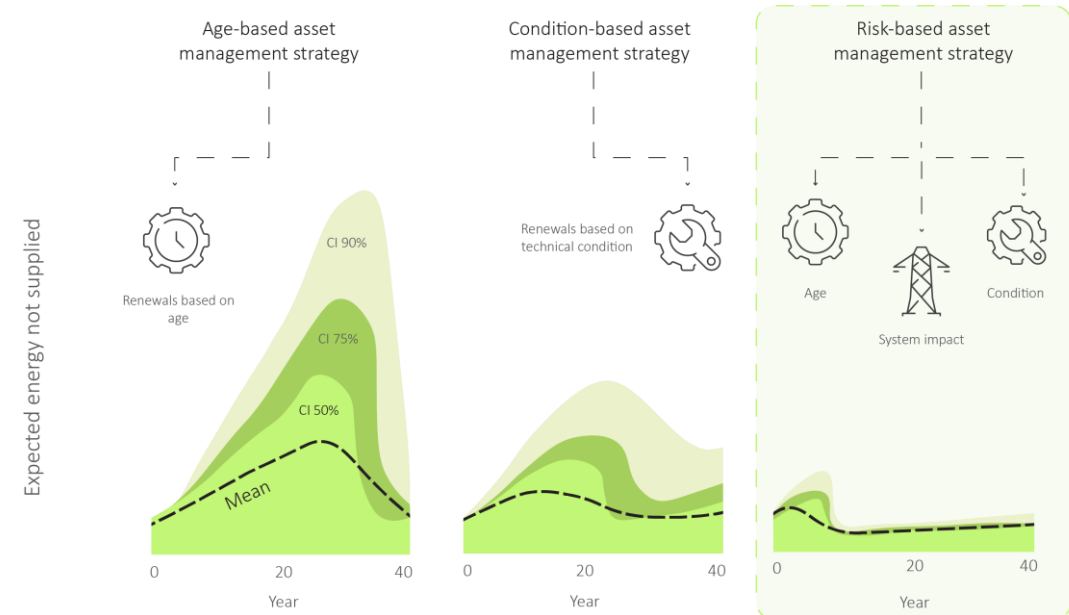 Age-based asset
management strategy
Condition-based asset
management strategy
Risk-based asset
management strategy
Expected energy not supplied
Renewals based on
age
CI 90%
CI 75%
CI 50%
Mean
0
20
40
Year
Renewals based on
technical condition
0
20
40
Year
Age
System impact
Condition
0
20
40
Year